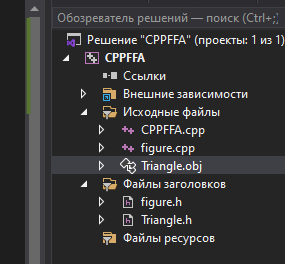 Обозреватель решений — поиск (Ctrl+;)
Решение "CPPFFA" (проекты: 1 из 1)
CPPFFA
Ссылки
Внешние зависимости
Исходные файлы
CPPFFA.cpp
figure.cpp
Triangle.obj
Файлы заголовков
figure.h
Triangle.h
Файлы ресурсов